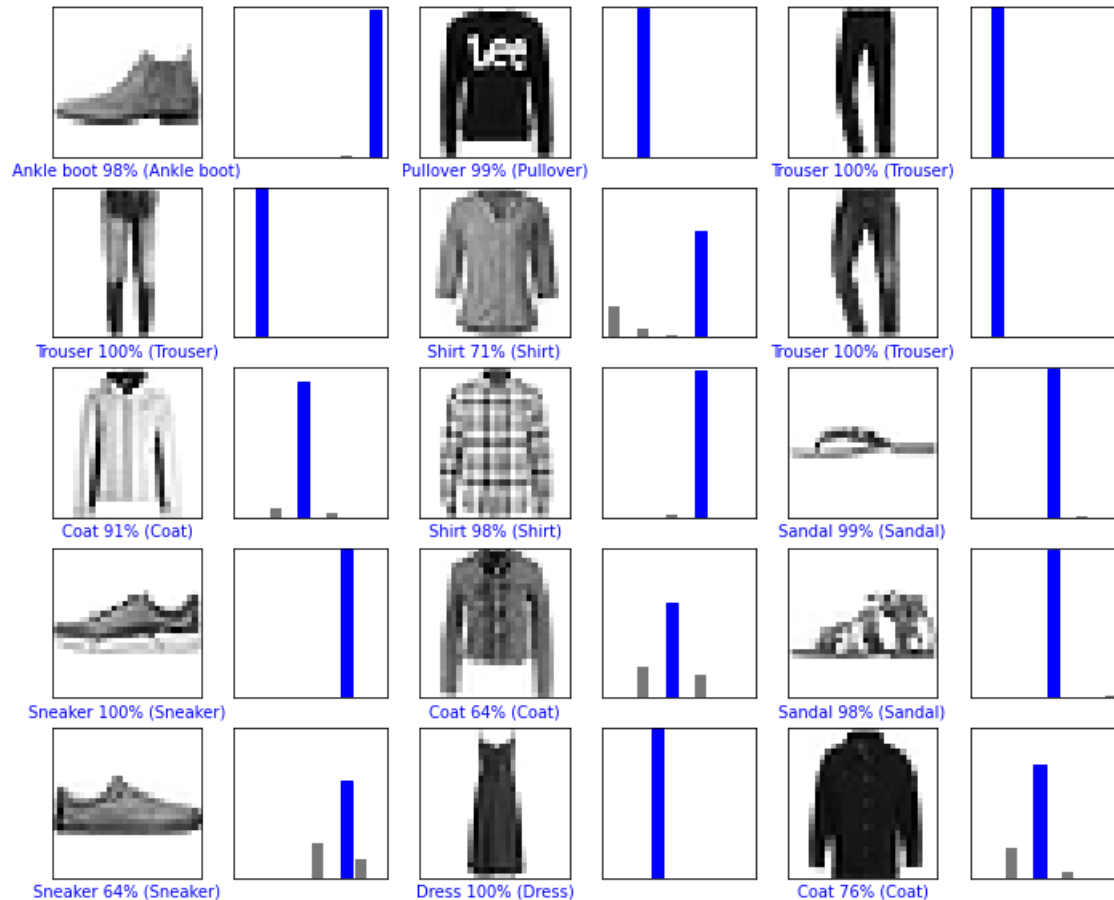 Lee
Ankle boot 98% (Ankle boot)
Pullover 99% (Pullover)
Trouser 100% (Trouser)
Trouser 100% (Trouser)
Shirt 71% (Shirt)
Trouser 100% (Trouser)
Coat 91% (Coat)
Shirt 98% (Shirt)
Sandal 99% (Sandal)
Sneaker 100% (Sneaker)
Coat 64% (Coat)
Sandal 98% (Sandal)
Sneaker 64% (Sneaker)
Dress 100% (Dress)
Coat 76% (Coat)